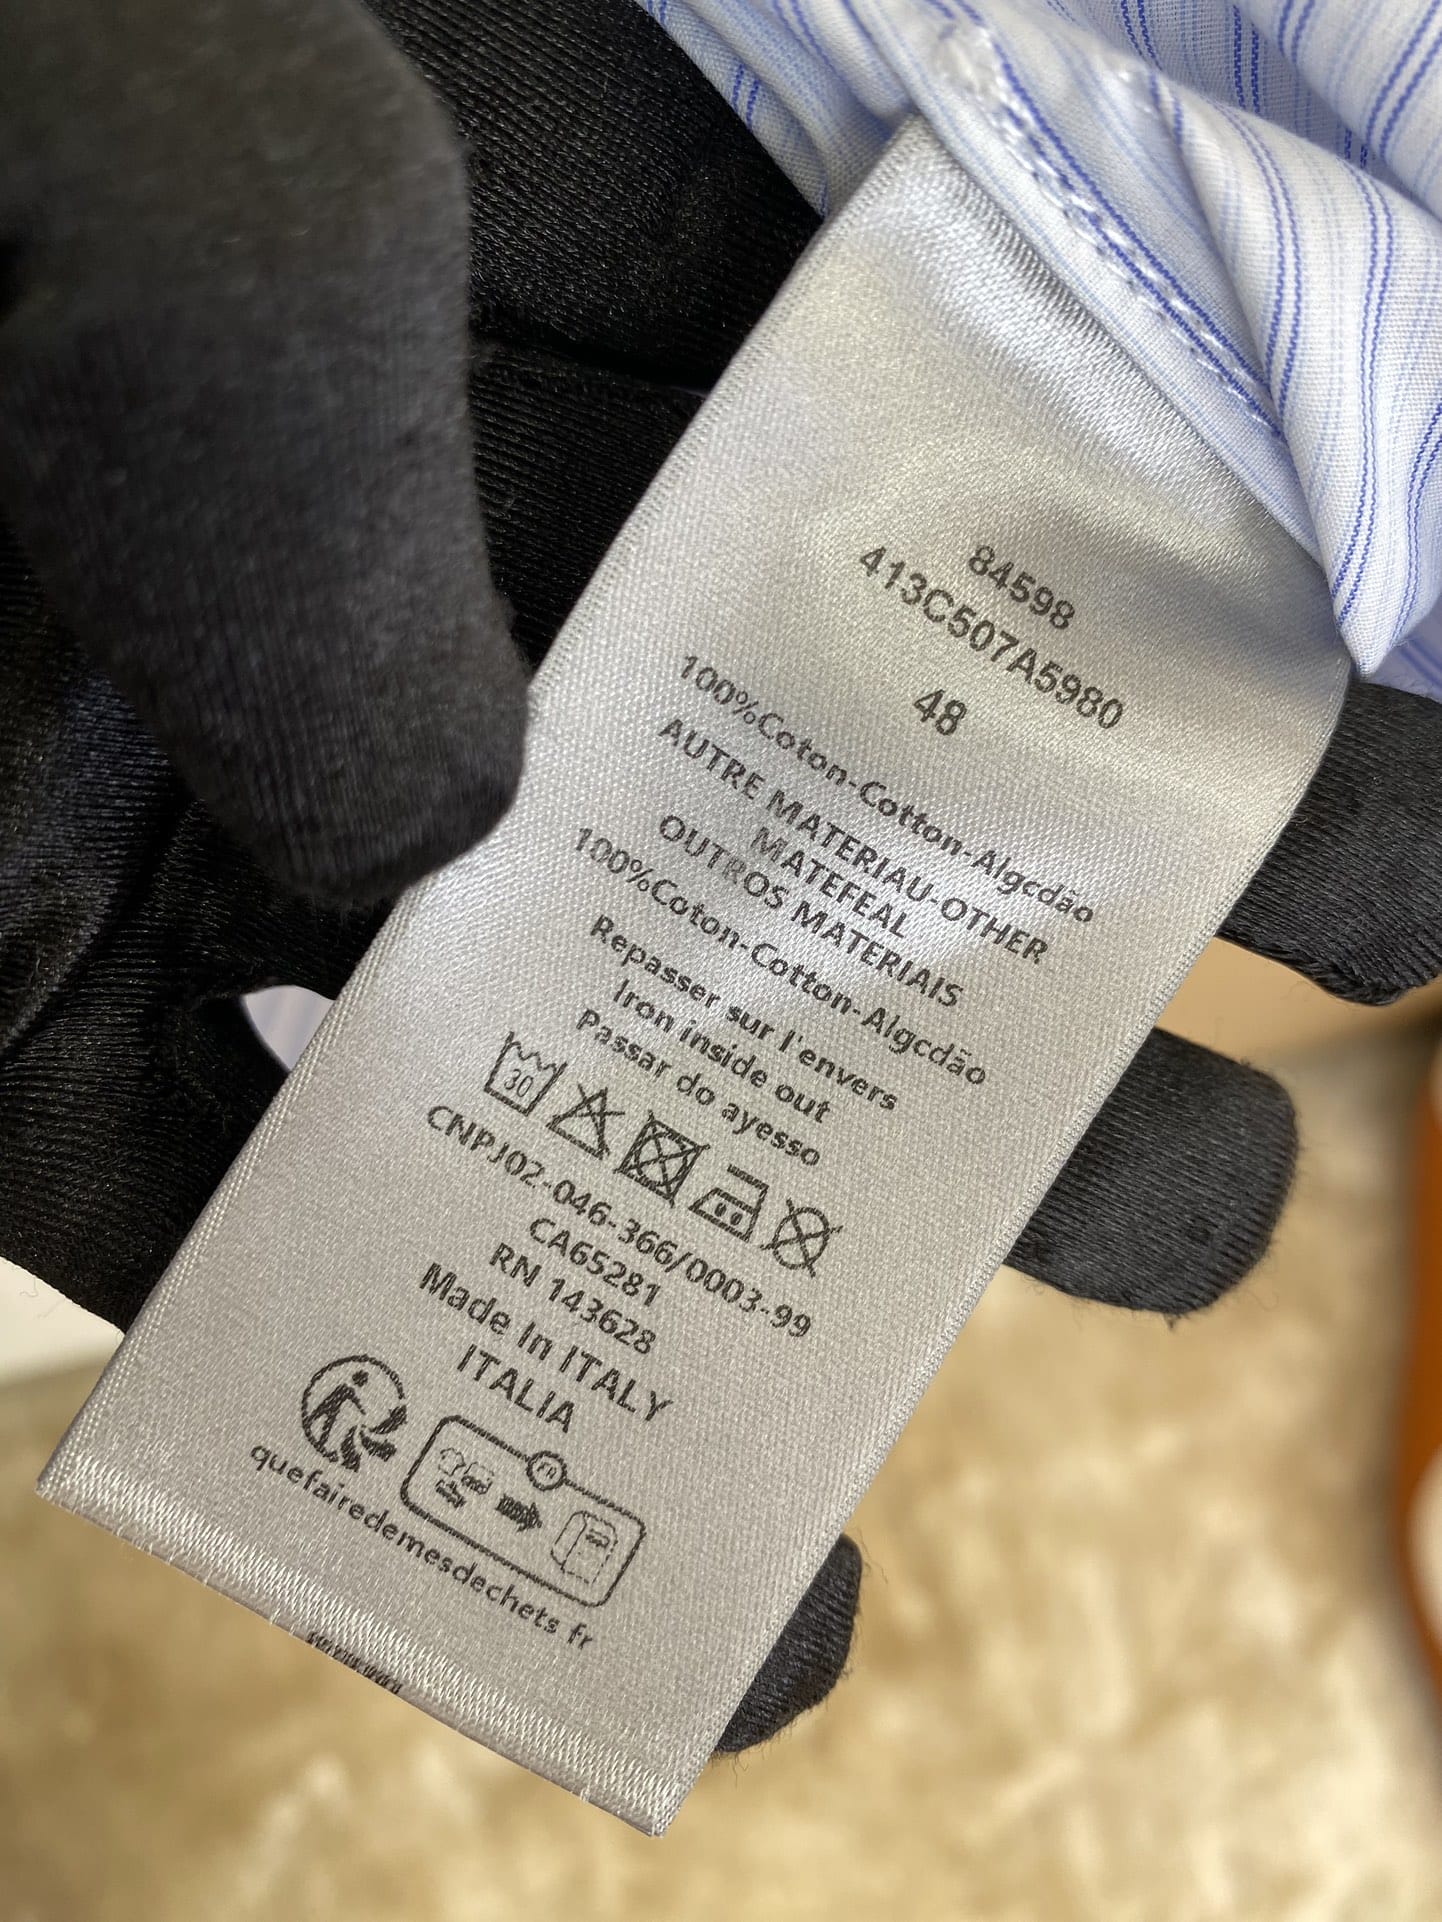 84598
413C507A5980
48
100%Coton-Cotton-Algcdão
AUTRE MATERIAU-OTHER
MATEFEAL
OUTROS MATERIAIS
100%Coton-Cotton-Algcdão
Repasser sur l'envers
Iron inside out
Passar do ayesso
30
CNPJ02-046-366/0003-99
CA65281
RN 143628
Made In ITALY
ITALIA
FR
quefairedemesdechets fr